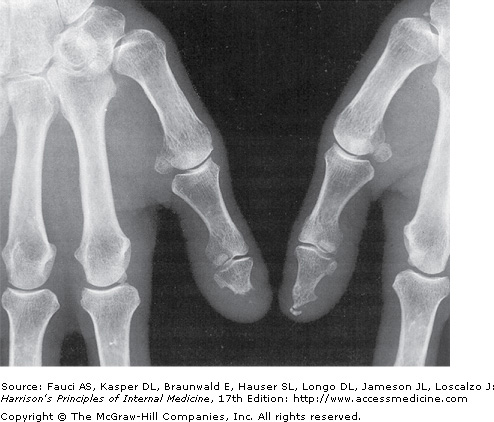 Source: Fauci AS, Kasper DL, Braunwald E, Hauser SL, Longo DL, Jameson JL, Loscalzo J:
Harrison's Principles of Internal Medicine, 17th Edition: http://www.accessmedicine.com
Copyright © The McGraw-Hill Companies, Inc. All rights reserved.